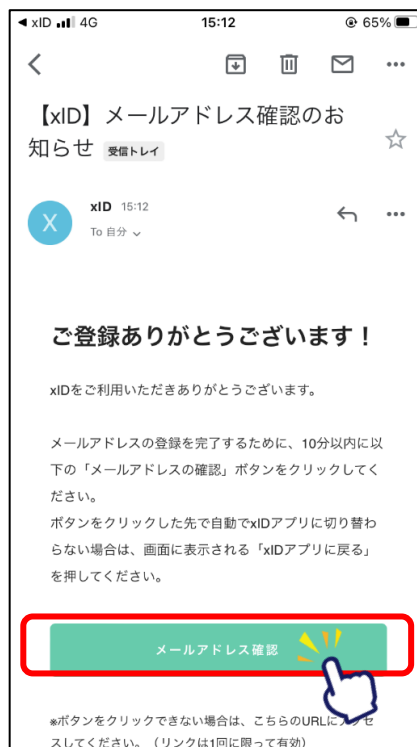 xID 4G 15:12 65%
【xID】メールアドレス確認のお
知らせ 受信トレイ
X
xID 15:12
To 自分
ご登録ありがとうございます！
xIDをご利用いただきありがとうございます。
メールアドレスの登録を完了するために、10分以内に以
下の「メールアドレスの確認」ボタンをクリックしてく
ださい。
ボタンをクリックした先で自動でxIDアプリに切り替わ
らない場合は、画面に表示される「xIDアプリに戻る」
を押してください。
メールアドレス確認
*ボタンをクリックできない場合は、こちらのURLにアクセ
スしてください。（リンクは1回に限って有効）